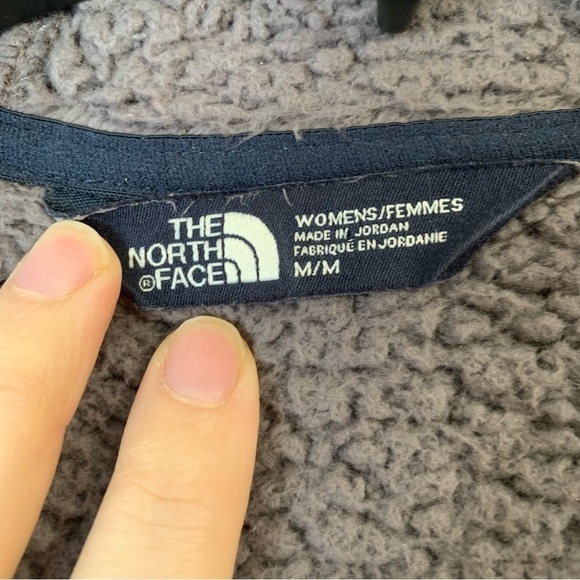 THE
NORTH
®FACE
WOMENS/FEMMES
MADE IN JORDAN
FABRIQUÉ EN JORDANIE
M/M